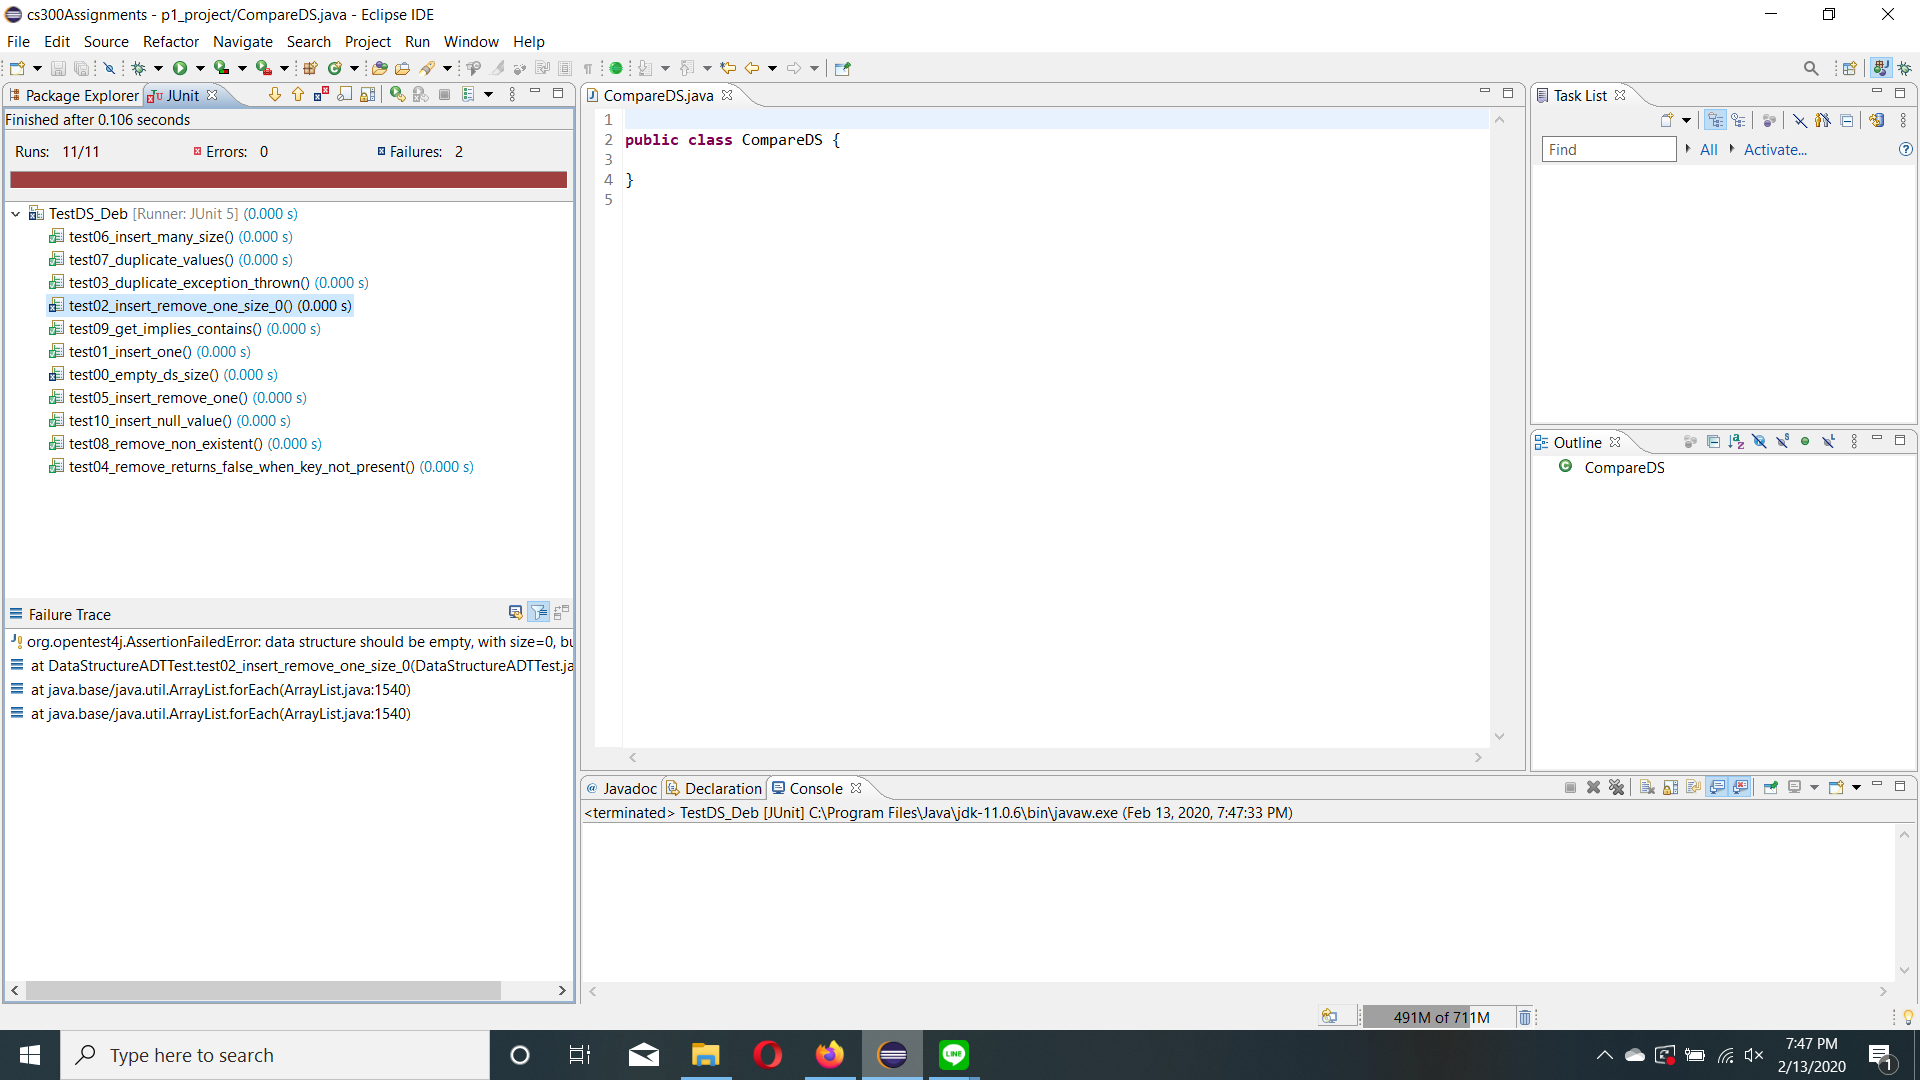 cs300Assignments - p1_project/CompareDS.java - Eclipse IDE
File Edit Source Refactor Navigate Search Project Run Window Help
Package Explorer JUnit
Finished after 0.106 seconds
Runs: 11/11 Errors: 0 Failures: 2
TestDS_Deb [Runner: JUnit 5] (0.000 s)
test06_insert_many_size() (0.000 s)
test07_duplicate_values() (0.000 s)
test03_duplicate_exception_thrown() (0.000 s)
test02_insert_remove_one_size_0() (0.000 s)
test09_get_implies_contains() (0.000 s)
test01_insert_one() (0.000 s)
test00_empty_ds_size() (0.000 s)
test05_insert_remove_one() (0.000 s)
test10_insert_null_value() (0.000 s)
test08_remove_non_existent() (0.000 s)
test04_remove_returns_false_when_key_not_present() (0.000 s)
Failure Trace
org.opentest4j.AssertionFailedError: data structure should be empty, with size=0, bu
at DataStructureADTTest.test02_insert_remove_one_size_0(DataStructureADTTest.ja
at java.base/java.util.ArrayList.forEach(ArrayList.java:1540)
at java.base/java.util.ArrayList.forEach(ArrayList.java:1540)
CompareDS.java
1
2 public class CompareDS {
3
4 }
5
Task List
Find All Activate...
Outline
CompareDS
@ Javadoc Declaration Console
<terminated> TestDS_Deb [JUnit] C:\Program Files\Java\jdk-11.0.6\bin\javaw.exe (Feb 13, 2020, 7:47:33 PM)
491M of 711M
Type here to search
LINE
7:47 PM
2/13/2020
1